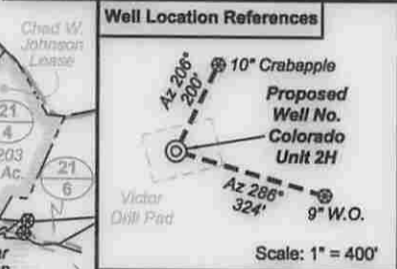 Chad W.
Johnson
Lease
21
4
203
Ac.
21
6
Well Location References
10" Crabapple
Az 206°
200'
Proposed
Well No.
Colorado
Unit 2H
Az 286°
324'
9" W.O.
Victor
Drill Pad
Scale: 1" = 400'